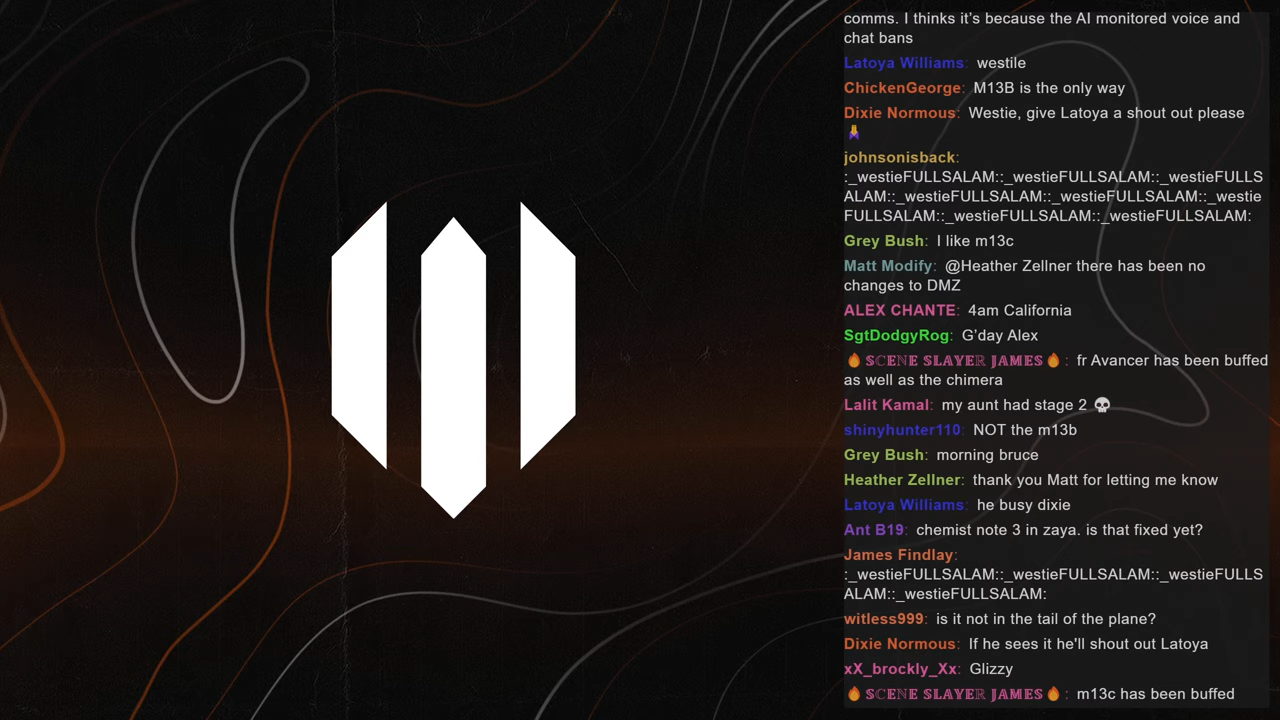 comms. I thinks it's because the AI monitored voice and
chat bans
Latoya Williams: westile
ChickenGeorge: M13B is the only way
Dixie Normous: Westie, give Latoya a shout out please
johnsonisback:
:_westieFULLSALAM::_westieFULLSALAM::_westieFULLS
ALAM::_westieFULLSALAM::_westieFULLSALAM::_westie
FULLSALAM::_westieFULLSALAM::_westieFULLSALAM:
Grey Bush: I like m13c
Matt Modify: @Heather Zellner there has been no
changes to DMZ
ALEX CHANTE: 4am California
SgtDodgyRog: G'day Alex
🔥 𝕊ℂ𝔼ℕ𝔼 𝕊𝕃𝔸𝕐𝔼ℝ 𝕁𝔸𝕄𝔼𝕊🔥 : fr Avancer has been buffed
as well as the chimera
Lalit Kamal: my aunt had stage 2 💀
shinyhunter110: NOT the m13b
Grey Bush: morning bruce
Heather Zellner: thank you Matt for letting me know
Latoya Williams: he busy dixie
Ant B19: chemist note 3 in zaya. is that fixed yet?
James Findlay:
:_westieFULLSALAM::_westieFULLSALAM::_westieFULLS
ALAM::_westieFULLSALAM:
witless999: is it not in the tail of the plane?
Dixie Normous: If he sees it he'll shout out Latoya
xX_brockly_Xx: Glizzy
🔥 𝕊ℂ𝔼ℕ𝔼 𝕊𝕃𝔸𝕐𝔼ℝ 𝕁𝔸𝕄𝔼𝕊🔥 : m13c has been buffed